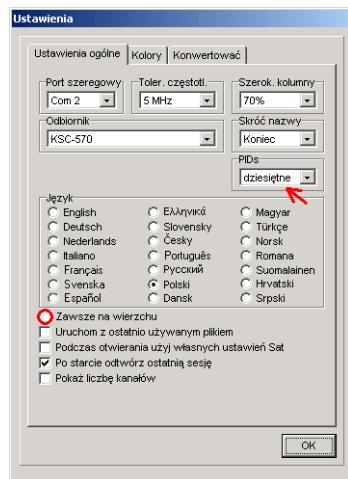 Ustawienia
Ustawienia ogólne Kolory Konwertować
Port szeregowy Toler. częstotl. Szerok. kolumny
Com 2 5 MHz 70%
Odbiornik Skróć nazwy
KSC-570 Koniec
PIDs
dziesiętne
Język
English Ελληνικά Magyar
Deutsch Slovensky Türkçe
Nederlands Česky Norsk
Italiano Português Romana
Français Русский Suomalainen
Svenska Polski Hrvatski
Español Dansk Srpski
Zawsze na wierzchu
Uruchom z ostatnio używanym plikiem
Podczas otwierania użyj własnych ustawień Sat
Po starcie odtwórz ostatnią sesję
Pokaż liczbę kanałów
OK